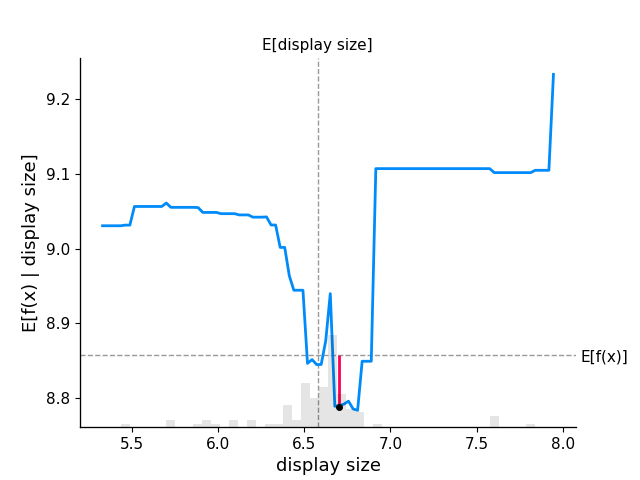 E[display size]
E[f(x) | display size]
9.2
9.1
9.0
8.9
8.8
E[f(x)]
5.5 6.0 6.5 7.0 7.5 8.0
display size